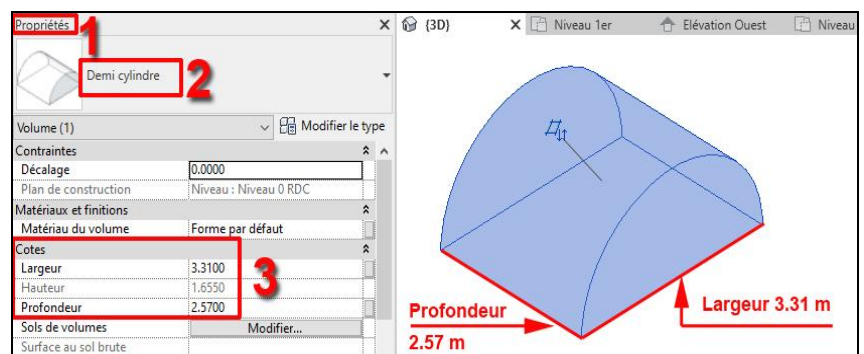 Propriétés
1
Demi cylindre
2
Volume (1)
Modifier le type
Contraintes
Décalage 0.0000
Plan de construction Niveau : Niveau 0 RDC
Matériaux et finitions
Matériau du volume Forme par défaut
Cotes
Largeur 3.3100
Hauteur 1.6550
Profondeur 2.5700
3
Sols de volumes Modifier...
Surface au sol brute
{3D} Niveau 1er Elévation Ouest Niveau
Profondeur
2.57 m
Largeur 3.31 m